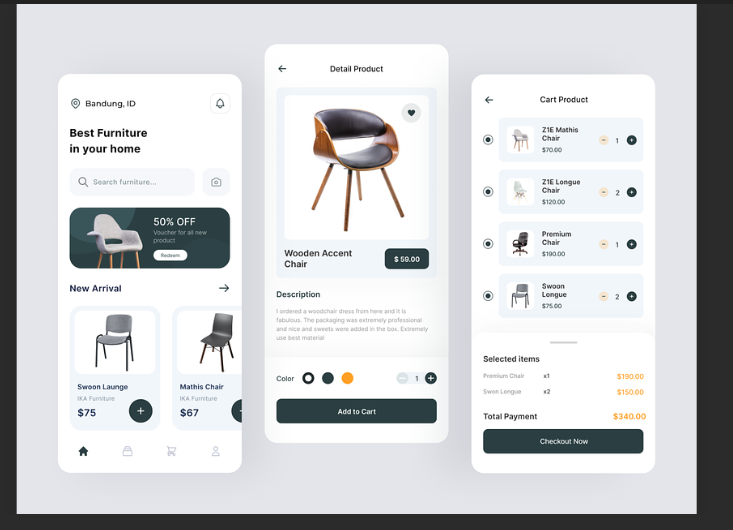 Bandung, ID
Best Furniture
in your home
Search furniture...
50% OFF
Voucher for all new
product
Redeem
New Arrival
Swoon Launge
IKA Furniture
$75
+
Mathis Chair
IKA Furniture
$67
Detail Product
Wooden Accent
Chair
$ 59.00
Description
I ordered a woodchair dress from here and it is
fabulous. The packaging was extremely professional
and nice and sweets were added in the box. Extremely
use best material
Color
- 1 +
Add to Cart
Cart Product
Z1E Mathis
Chair
$70.00
- 1 +
Z1E Longue
Chair
$120.00
- 2 +
Premium
Chair
$190.00
- 1 +
Swoon
Longue
$75.00
- 2 +
Selected items
Premium Chair x1 $190.00
Swon Longue x2 $150.00
Total Payment $340.00
Checkout Now